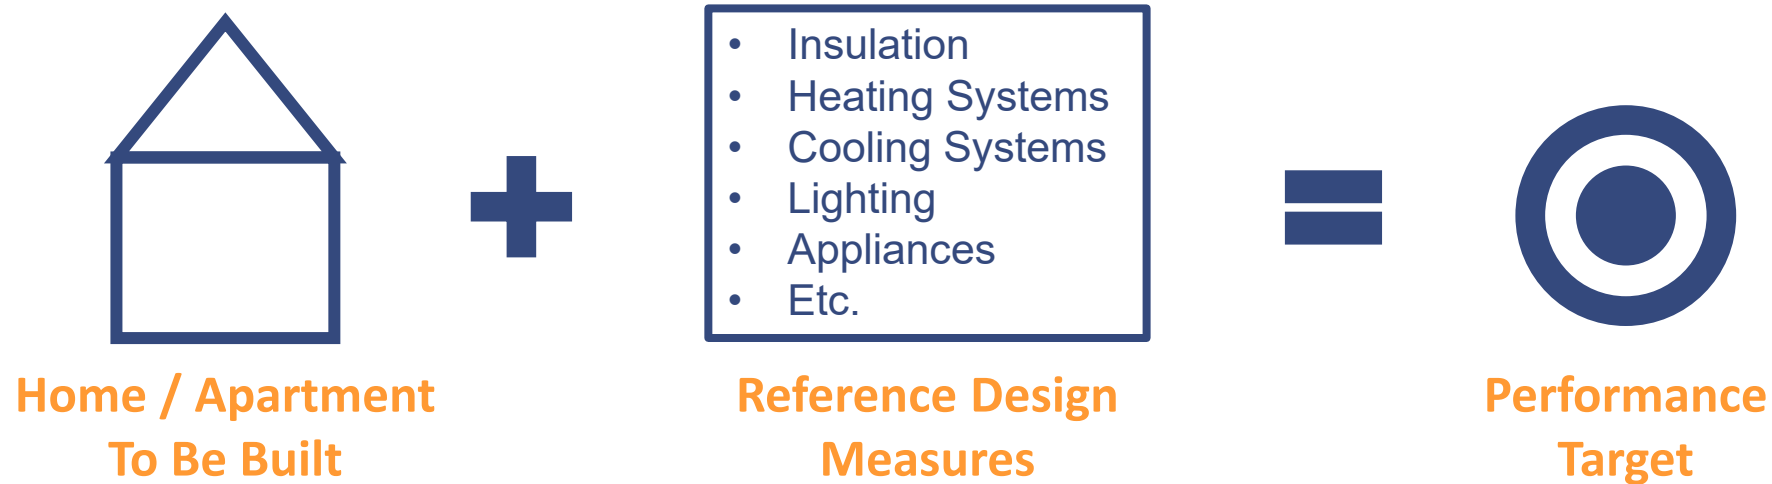 • Insulation
• Heating Systems
• Cooling Systems
• Lighting
• Appliances
• Etc.
Home / Apartment
To Be Built
Reference Design
Measures
Performance
Target